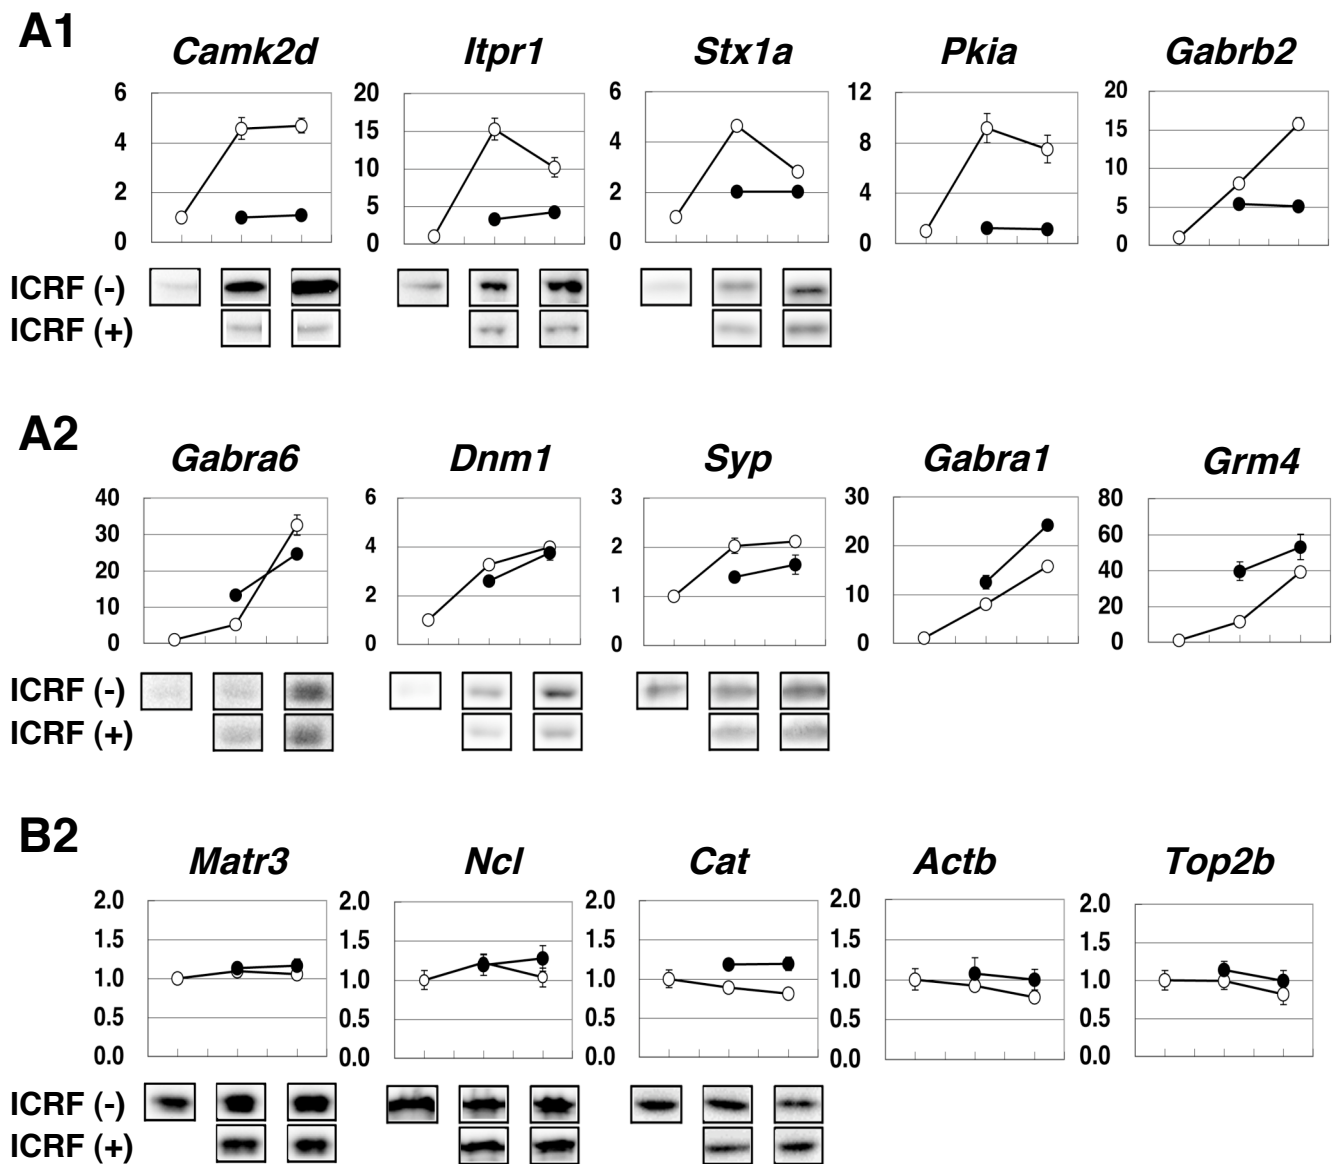 A1
Camk2d Itpr1 Stx1a Pkia Gabrb2
6 20 6 12 20
4 15 4 8 15
2 10 2 4 10
0 5 0 0 5
0 0
ICRF (-)
ICRF (+)
A2
Gabra6 Dnm1 Syp Gabra1 Grm4
40 6 3 30 80
30 4 2 20 60
20 2 1 10 40
10 0 0 0 20
0 0
ICRF (-)
ICRF (+)
B2
Matr3 Ncl Cat Actb Top2b
2.0 2.0 2.0 2.0 2.0
1.5 1.5 1.5 1.5 1.5
1.0 1.0 1.0 1.0 1.0
0.5 0.5 0.5 0.5 0.5
0.0 0.0 0.0 0.0 0.0
ICRF (-)
ICRF (+)